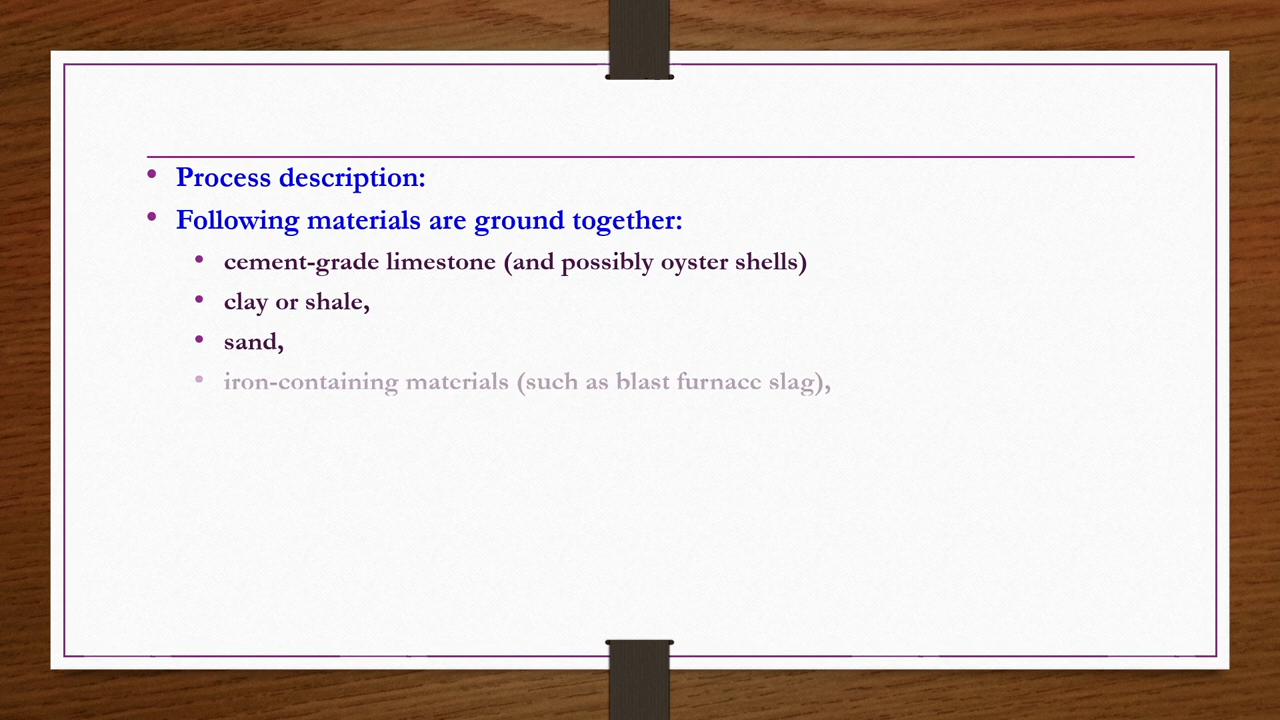 • Process description:
• Following materials are ground together:
• cement-grade limestone (and possibly oyster shells)
• clay or shale,
• sand,
• iron-containing materials (such as blast furnace slag),